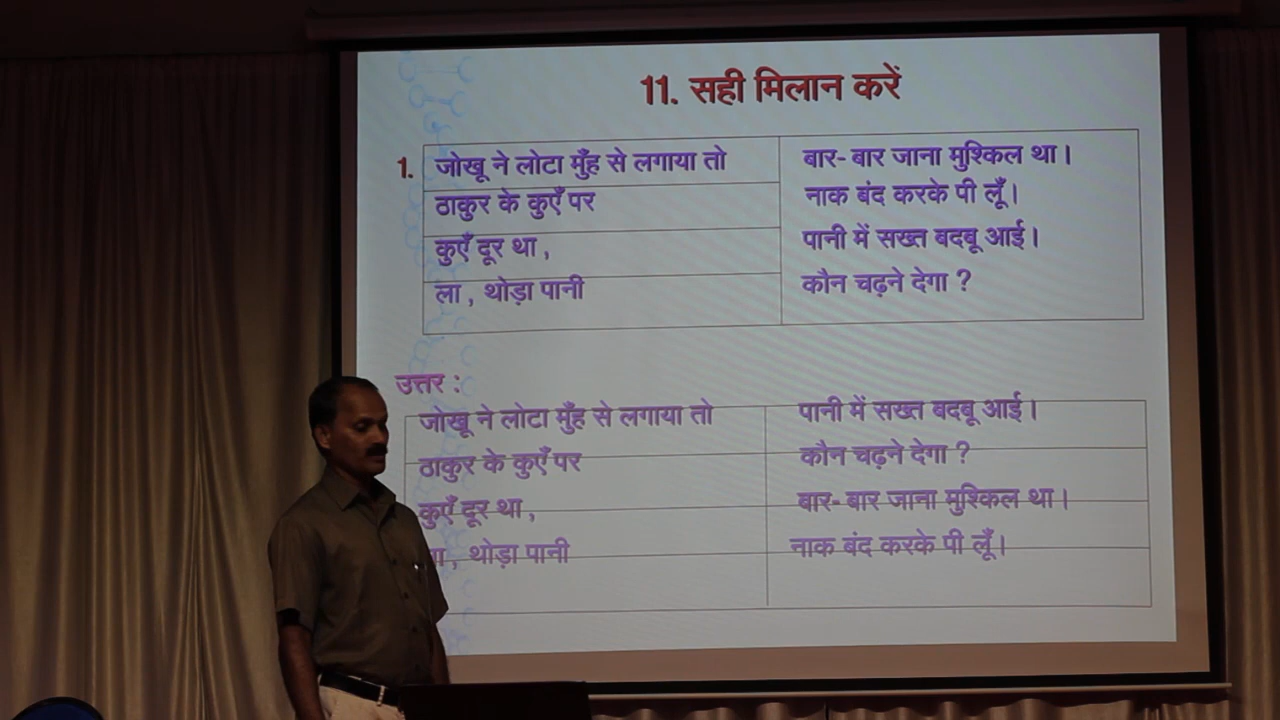 11. सही मिलान करें
1. जोखू ने लोटा मुँह से लगाया तो बार- बार जाना मुश्किल था।
ठाकुर के कुएँ पर नाक बंद करके पी लूँ।
कुएँ दूर था , पानी में सख्त बदबू आई।
ला , थोड़ा पानी कौन चढ़ने देगा ?
उत्तर :
जोखू ने लोटा मुँह से लगाया तो पानी में सख्त बदबू आई।
ठाकुर के कुएँ पर कौन चढ़ने देगा ?
कुएँ दूर था , बार- बार जाना मुश्किल था।
, थोड़ा पानी नाक बंद करके पी लूँ।